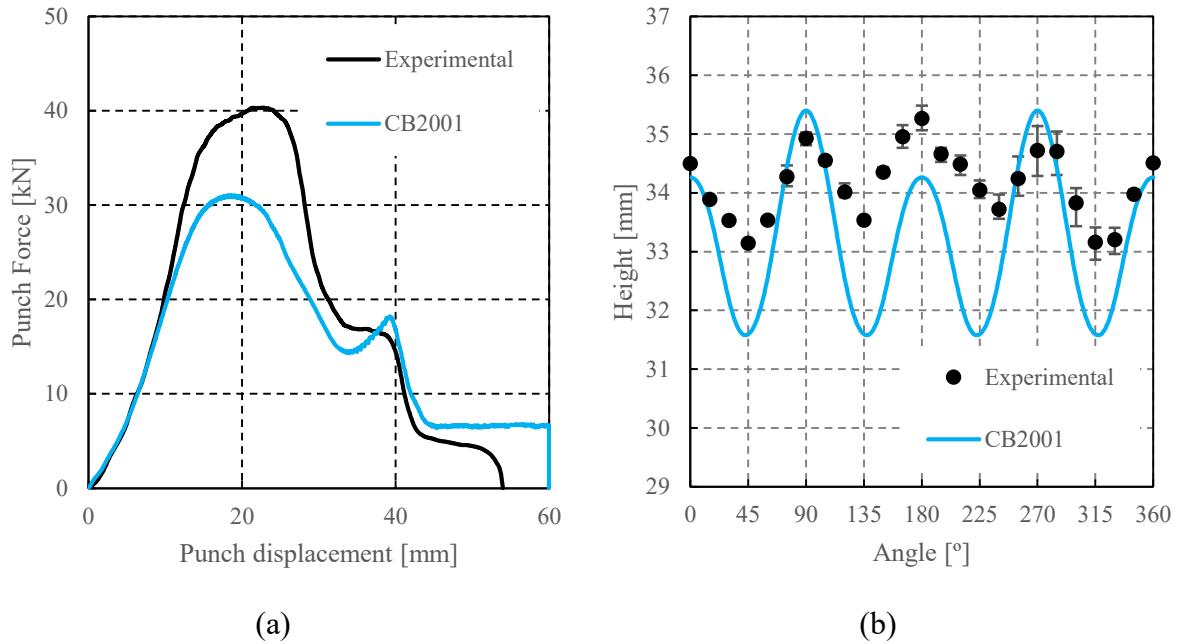 50
40
30
20
10
0
Punch Force [kN]
Experimental
CB2001
0
20
40
60
Punch displacement [mm]
(a)
37
36
35
34
33
32
31
30
29
Height [mm]
Experimental
CB2001
0
45
90
135
180
225
270
315
360
Angle [º]
(b)